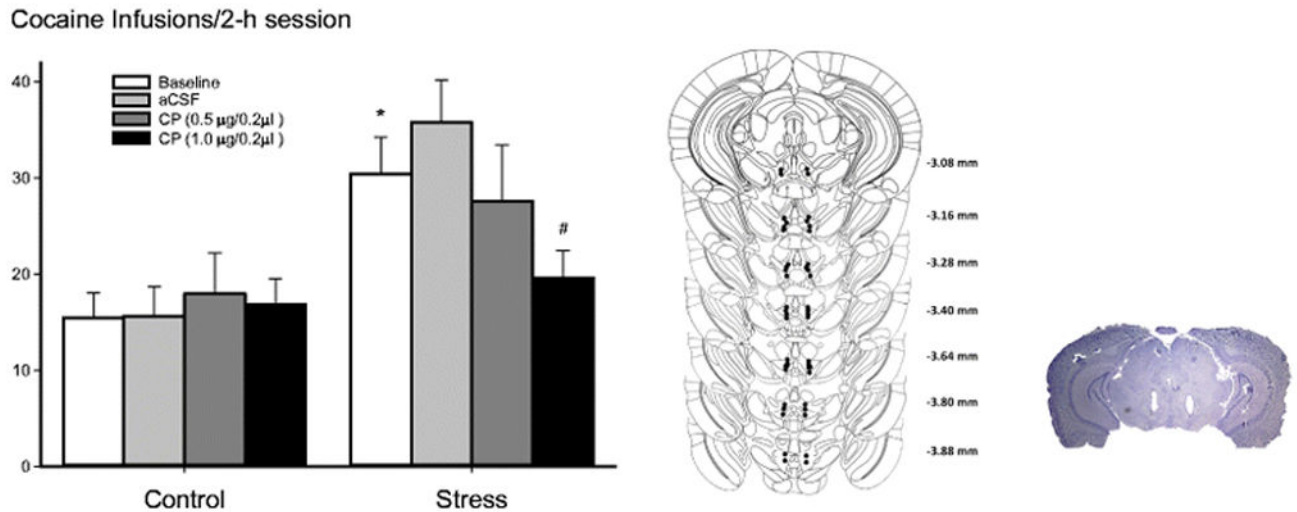 Cocaine Infusions/2-h session
40
30
20
10
0
Baseline
aCSF
CP (0.5 µg/0.2µl )
CP (1.0 µg/0.2µl )
*
#
Control
Stress
-3.08 mm
-3.16 mm
-3.28 mm
-3.40 mm
-3.64 mm
-3.80 mm
-3.88 mm